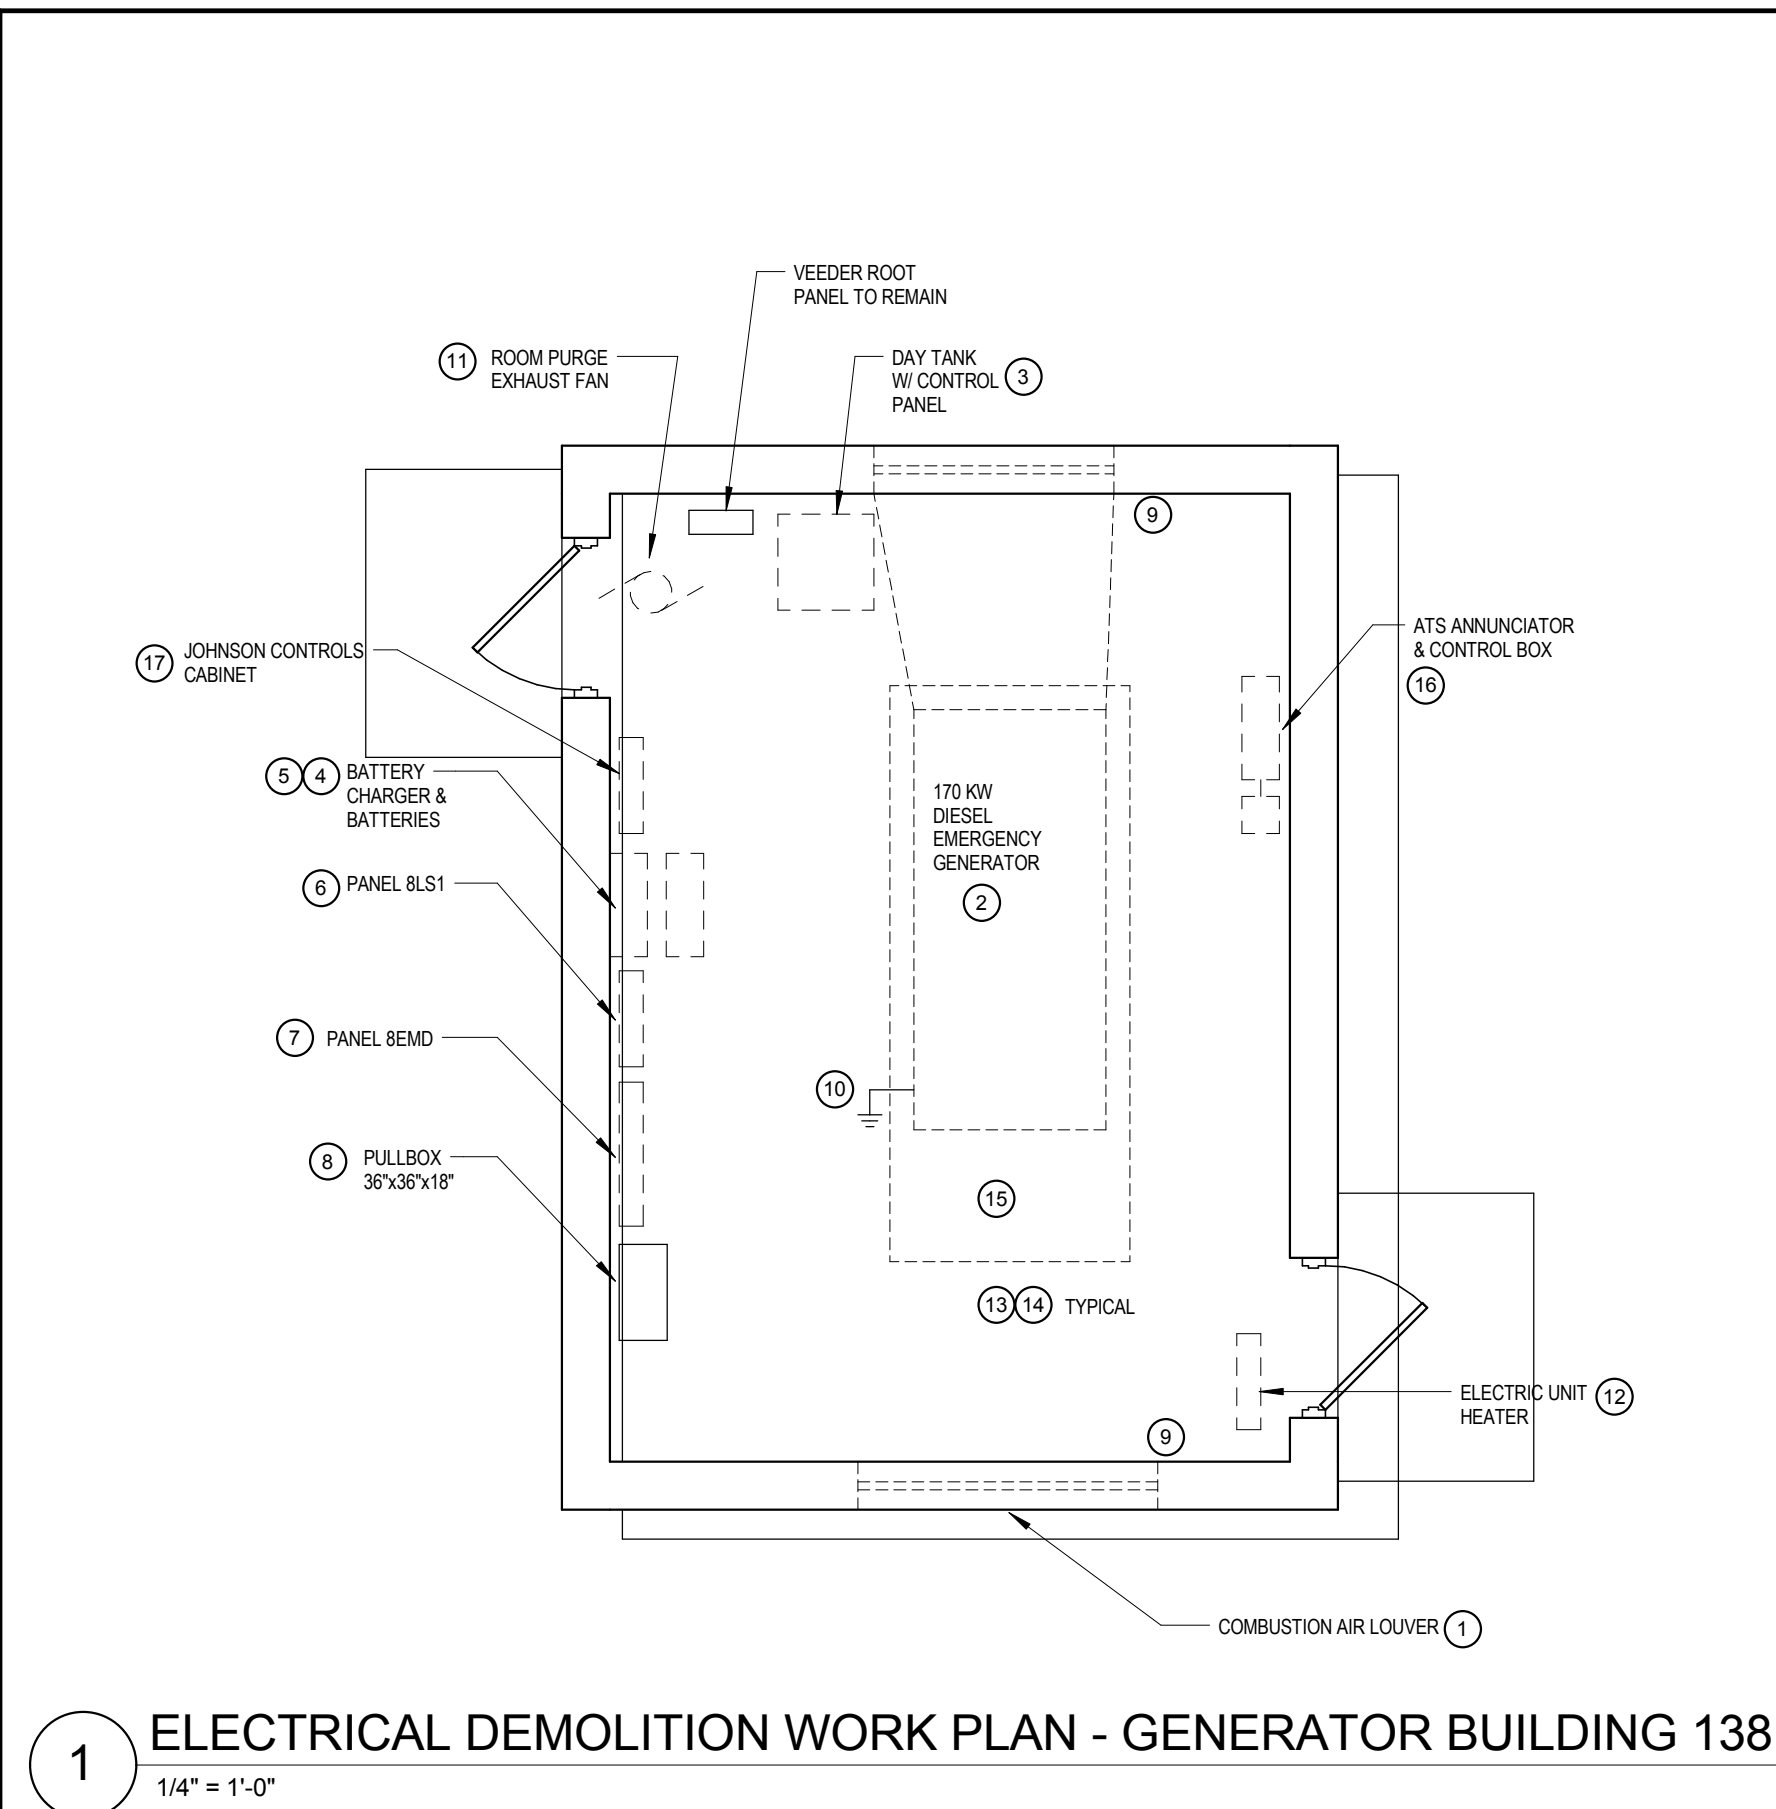 VEEDER ROOT
PANEL TO REMAIN
11
ROOM PURGE
EXHAUST FAN
DAY TANK
W/ CONTROL
PANEL
3
9
17
JOHNSON CONTROLS
CABINET
ATS ANNUNCIATOR
& CONTROL BOX
16
5
4
BATTERY
CHARGER &
BATTERIES
170 KW
DIESEL
EMERGENCY
GENERATOR
2
6
PANEL 8LS1
7
PANEL 8EMD
10
8
PULLBOX
36"x36"x18"
15
13
14
TYPICAL
ELECTRIC UNIT
HEATER
12
9
COMBUSTION AIR LOUVER
1
1
ELECTRICAL DEMOLITION WORK PLAN - GENERATOR BUILDING 138
1/4" = 1'-0"